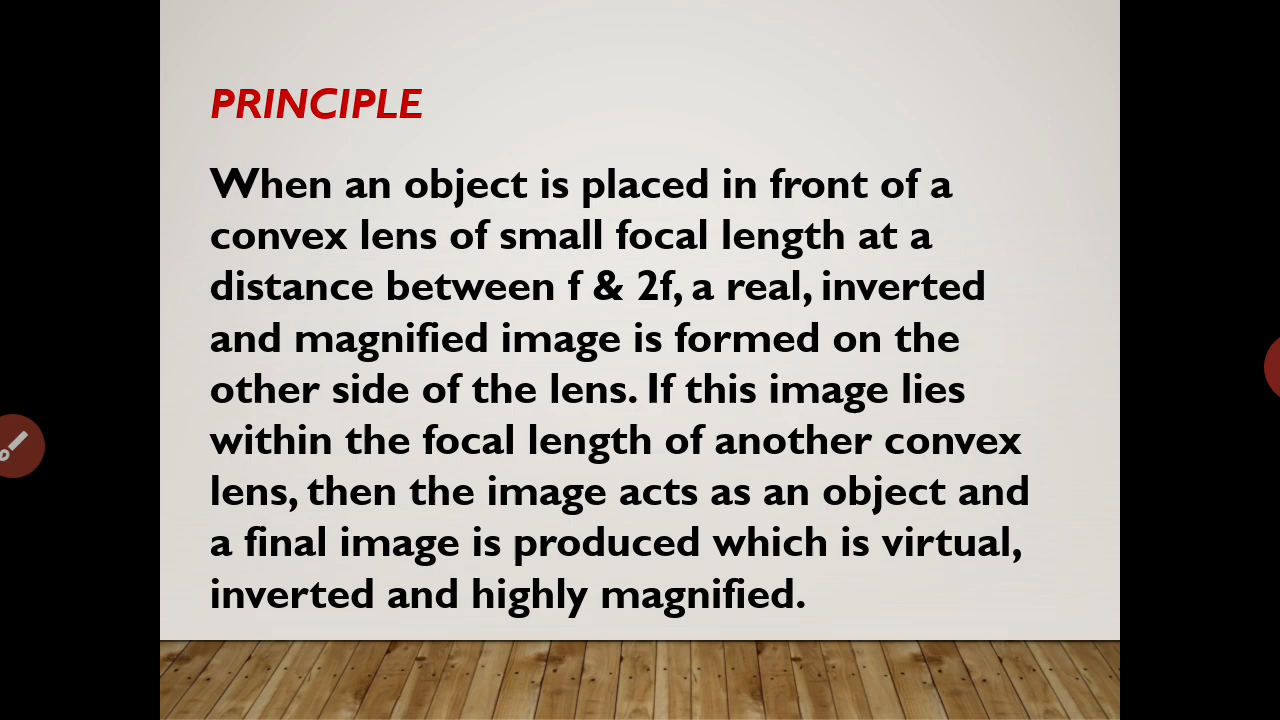 PRINCIPLE
When an object is placed in front of a
convex lens of small focal length at a
distance between f & 2f, a real, inverted
and magnified image is formed on the
other side of the lens. If this image lies
within the focal length of another convex
lens, then the image acts as an object and
a final image is produced which is virtual,
inverted and highly magnified.